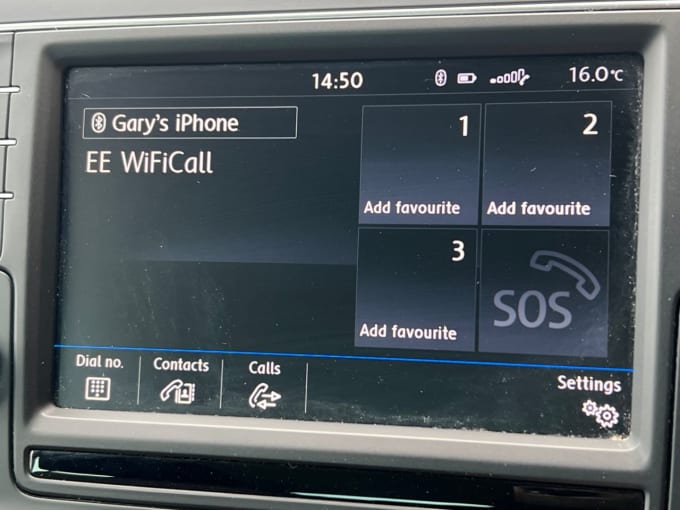 14:50
16.0°C
Gary's iPhone
EE WiFiCall
1
2
Add favourite
Add favourite
3
SOS
Add favourite
Dial no.
Contacts
Calls
Settings